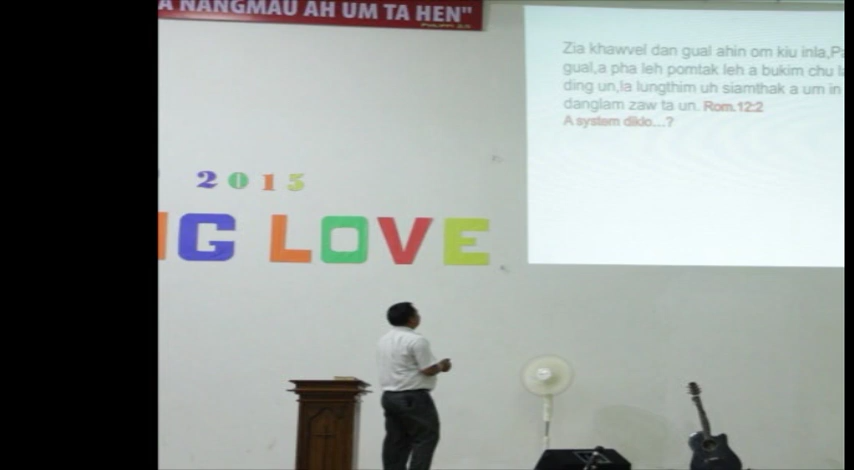 A NANGMAU AH UM TA HEN"
2015
G LOVE
Zia khawvel dan gual ahin om kiu inla,Pa
gual,a pha leh pomtak leh a bukim chu l
ding un,la lungthim uh siamthak a um in
danglam zaw ta un. Rom.12:2
A system diklo...?